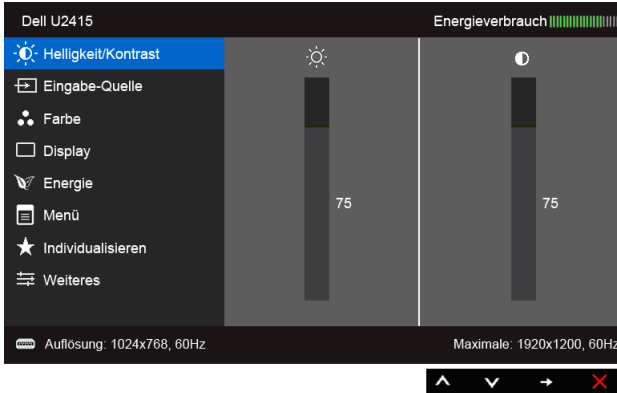 Dell U2415
Energieverbrauch
Helligkeit/Kontrast
Eingabe-Quelle
Farbe
Display
Energie
Menü
Individualisieren
Weiteres
75
75
Auflösung: 1024x768, 60Hz
Maximale: 1920x1200, 60Hz